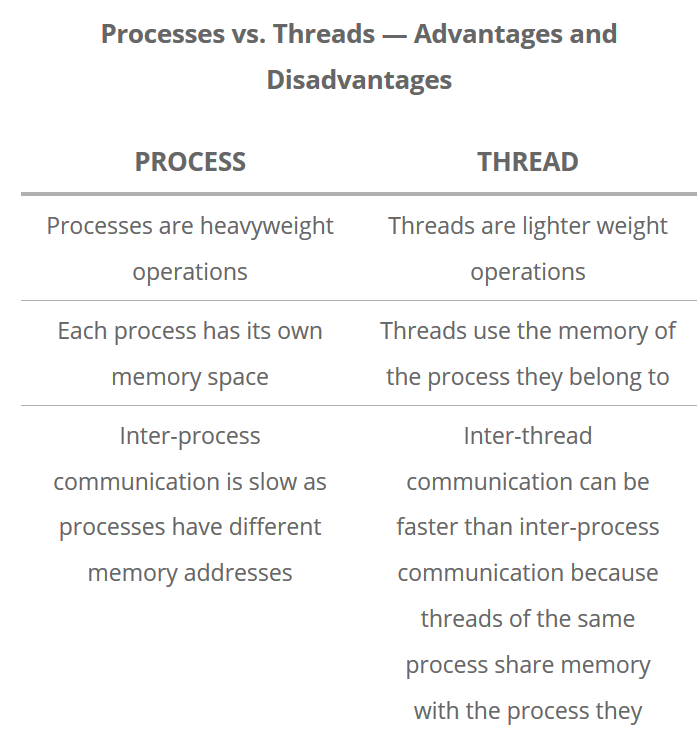 Processes vs. Threads — Advantages and
Disadvantages
PROCESS
THREAD
Processes are heavyweight
operations
Threads are lighter weight
operations
Each process has its own
memory space
Threads use the memory of
the process they belong to
Inter-process
communication is slow as
processes have different
memory addresses
Inter-thread
communication can be
faster than inter-process
communication because
threads of the same
process share memory
with the process they